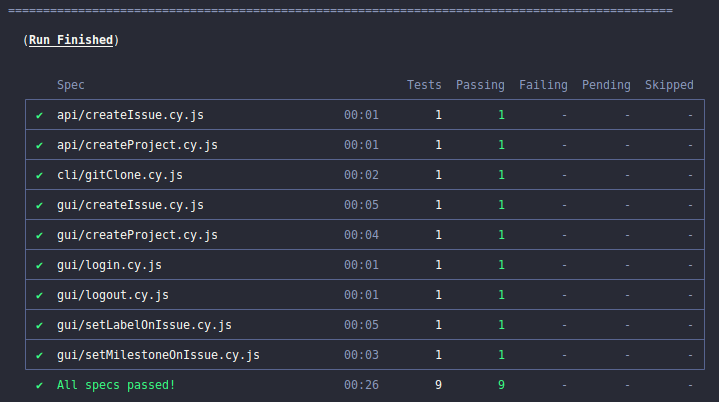 ====================================================================================================
(Run Finished)
Spec Tests Passing Failing Pending Skipped
✔ api/createIssue.cy.js 00:01 1 1 - - -
✔ api/createProject.cy.js 00:01 1 1 - - -
✔ cli/gitClone.cy.js 00:02 1 1 - - -
✔ gui/createIssue.cy.js 00:05 1 1 - - -
✔ gui/createProject.cy.js 00:04 1 1 - - -
✔ gui/login.cy.js 00:01 1 1 - - -
✔ gui/logout.cy.js 00:01 1 1 - - -
✔ gui/setLabelOnIssue.cy.js 00:05 1 1 - - -
✔ gui/setMilestoneOnIssue.cy.js 00:03 1 1 - - -
✔ All specs passed! 00:26 9 9 - - -